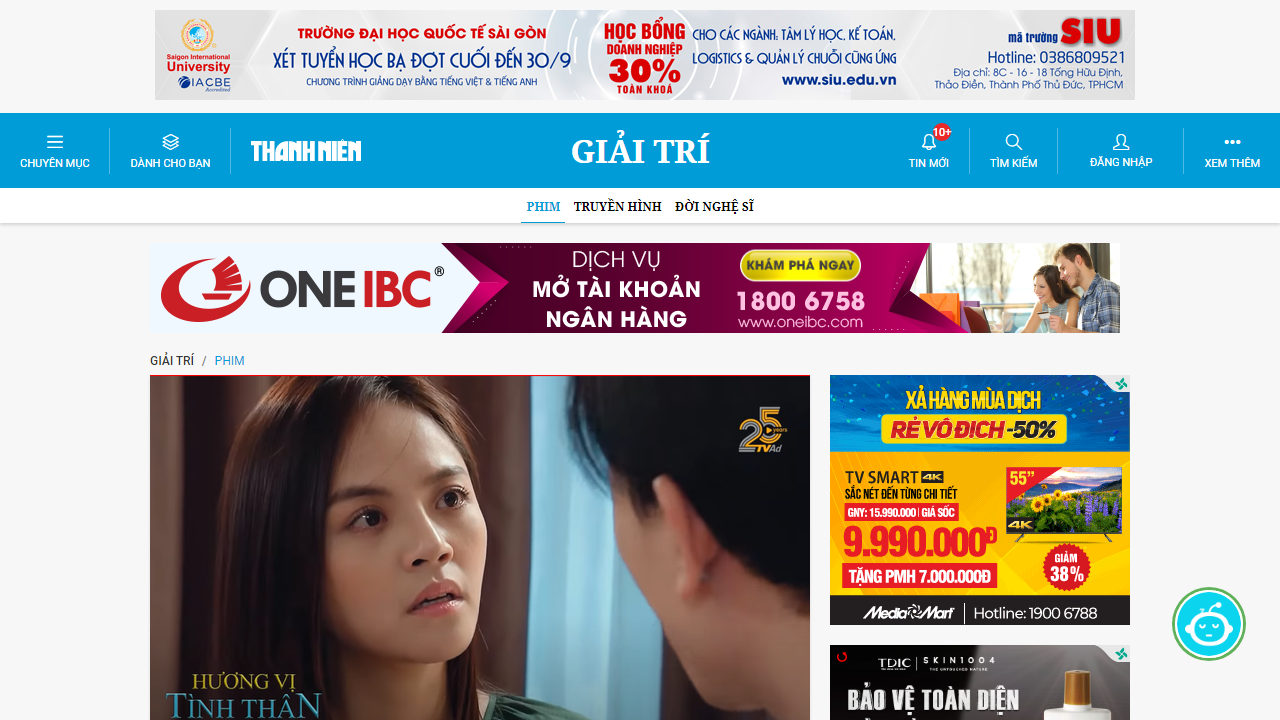 Saigon International
University
IACBE
Accredited
TRƯỜNG ĐẠI HỌC QUỐC TẾ SÀI GÒN
XÉT TUYỂN HỌC BẠ ĐỢT CUỐI ĐẾN 30/9
CHƯƠNG TRÌNH GIẢNG DẠY BẰNG TIẾNG VIỆT & TIẾNG ANH
HỌC BỔNG
DOANH NGHIỆP
30%
TOÀN KHOÁ
CHO CÁC NGÀNH: TÂM LÝ HỌC, KẾ TOÁN,
LOGISTICS & QUẢN LÝ CHUỖI CUNG ỨNG
www.siu.edu.vn
mã trường SIU
Hotline: 0386809521
Địa chỉ: 8C - 16 - 18 Tống Hữu Định,
Thảo Điền, Thành Phố Thủ Đức, TPHCM
CHUYÊN MỤC
DÀNH CHO BẠN
THANH NIÊN
GIẢI TRÍ
10+
TIN MỚI
TÌM KIẾM
ĐĂNG NHẬP
XEM THÊM
PHIM TRUYỀN HÌNH ĐỜI NGHỆ SĨ
ONE IBC®
DỊCH VỤ
MỞ TÀI KHOẢN
NGÂN HÀNG
KHÁM PHÁ NGAY
1800 6758
www.oneibc.com
GIẢI TRÍ / PHIM
25 years
TVAd
HƯƠNG VỊ
TÌNH THÂN
XẢ HÀNG MÙA DỊCH
RẺ VÔ ĐỊCH -50%
TV SMART 4K
SẮC NÉT ĐẾN TỪNG CHI TIẾT
GNY: 15.990.000 | GIÁ SỐC
9.990.000Đ
TẶNG PMH 7.000.000Đ
55”
4K
GIẢM
38%
MediaMart Hotline: 1900 6788
TDIC SKIN1004
THE UNTOUCHED NATURE
BẢO VỆ TOÀN DIỆN